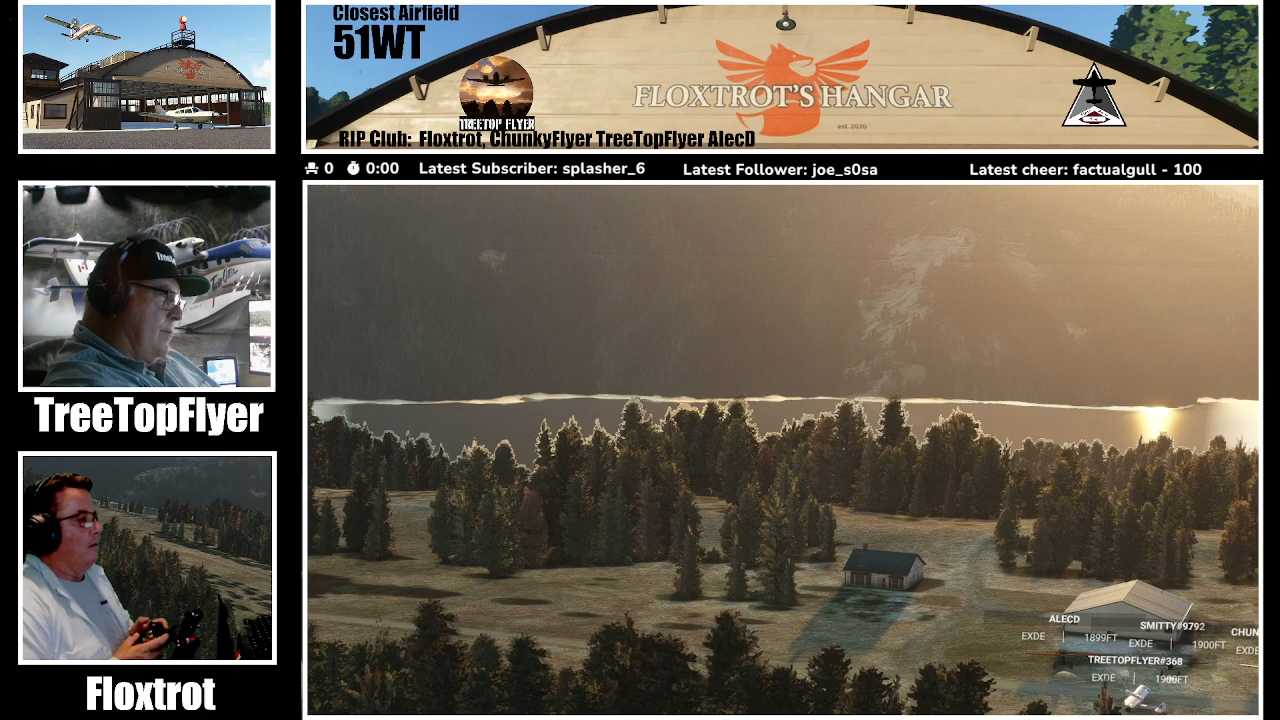 Closest Airfield
51WT
TREETOP FLYER
FLOXTROT'S HANGAR
est. 2020
RIP Club: Floxtrot, ChunkyFlyer TreeTopFlyer AlecD
0 0:00 Latest Subscriber: splasher_6 Latest Follower: joe_s0sa Latest cheer: factualgull - 100
TreeTopFlyer
Floxtrot
ALECD
EXDE 1899FT
SMITTY#9792
EXDE 1900FT
CHUN
EXDE
TREETOPFLYER#368
EXDE 1900FT